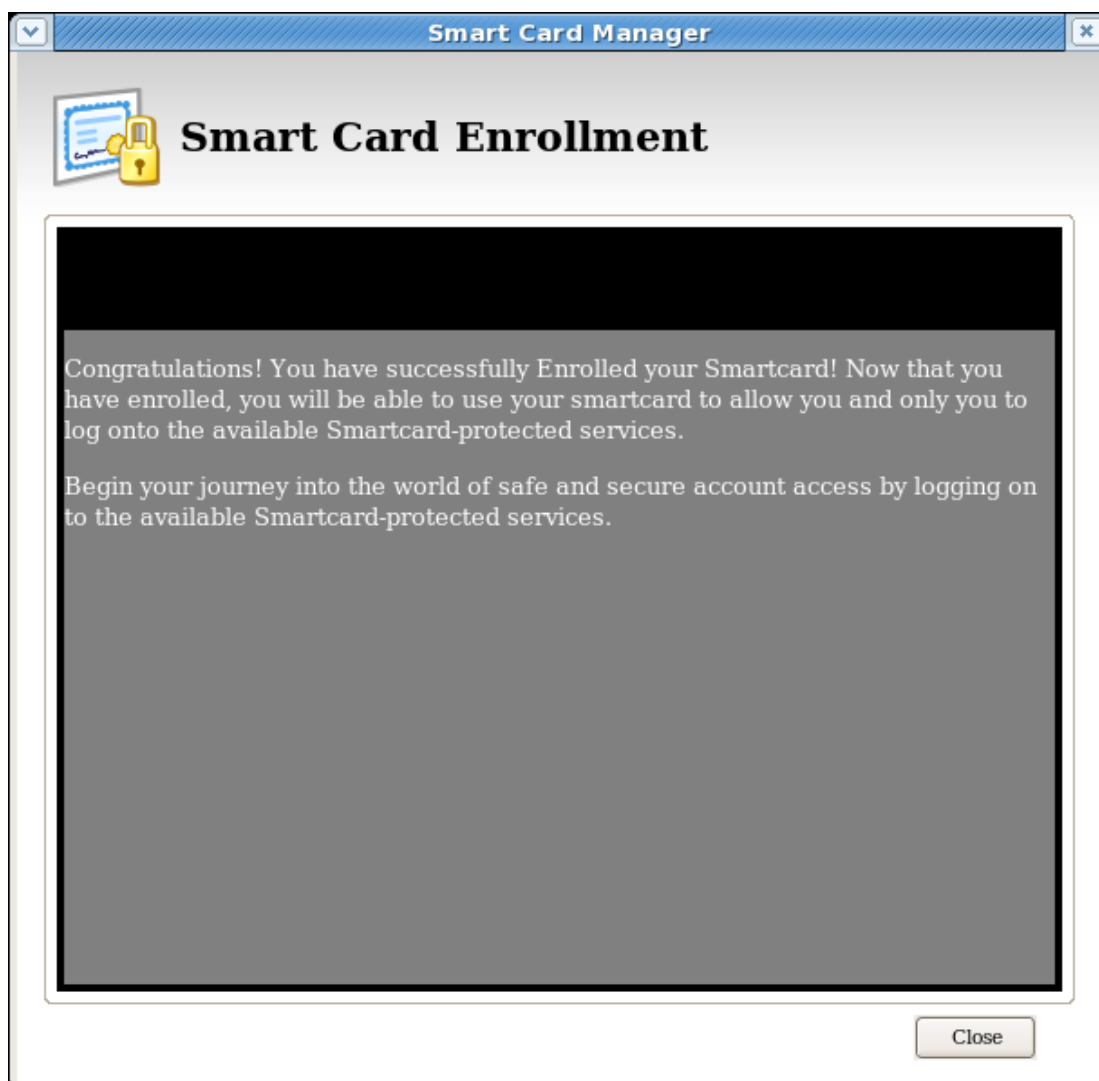 Smart Card Manager
Smart Card Enrollment
Congratulations! You have successfully Enrolled your Smartcard! Now that you
have enrolled, you will be able to use your smartcard to allow you and only you to
log onto the available Smartcard-protected services.
Begin your journey into the world of safe and secure account access by logging on
to the available Smartcard-protected services.
Close